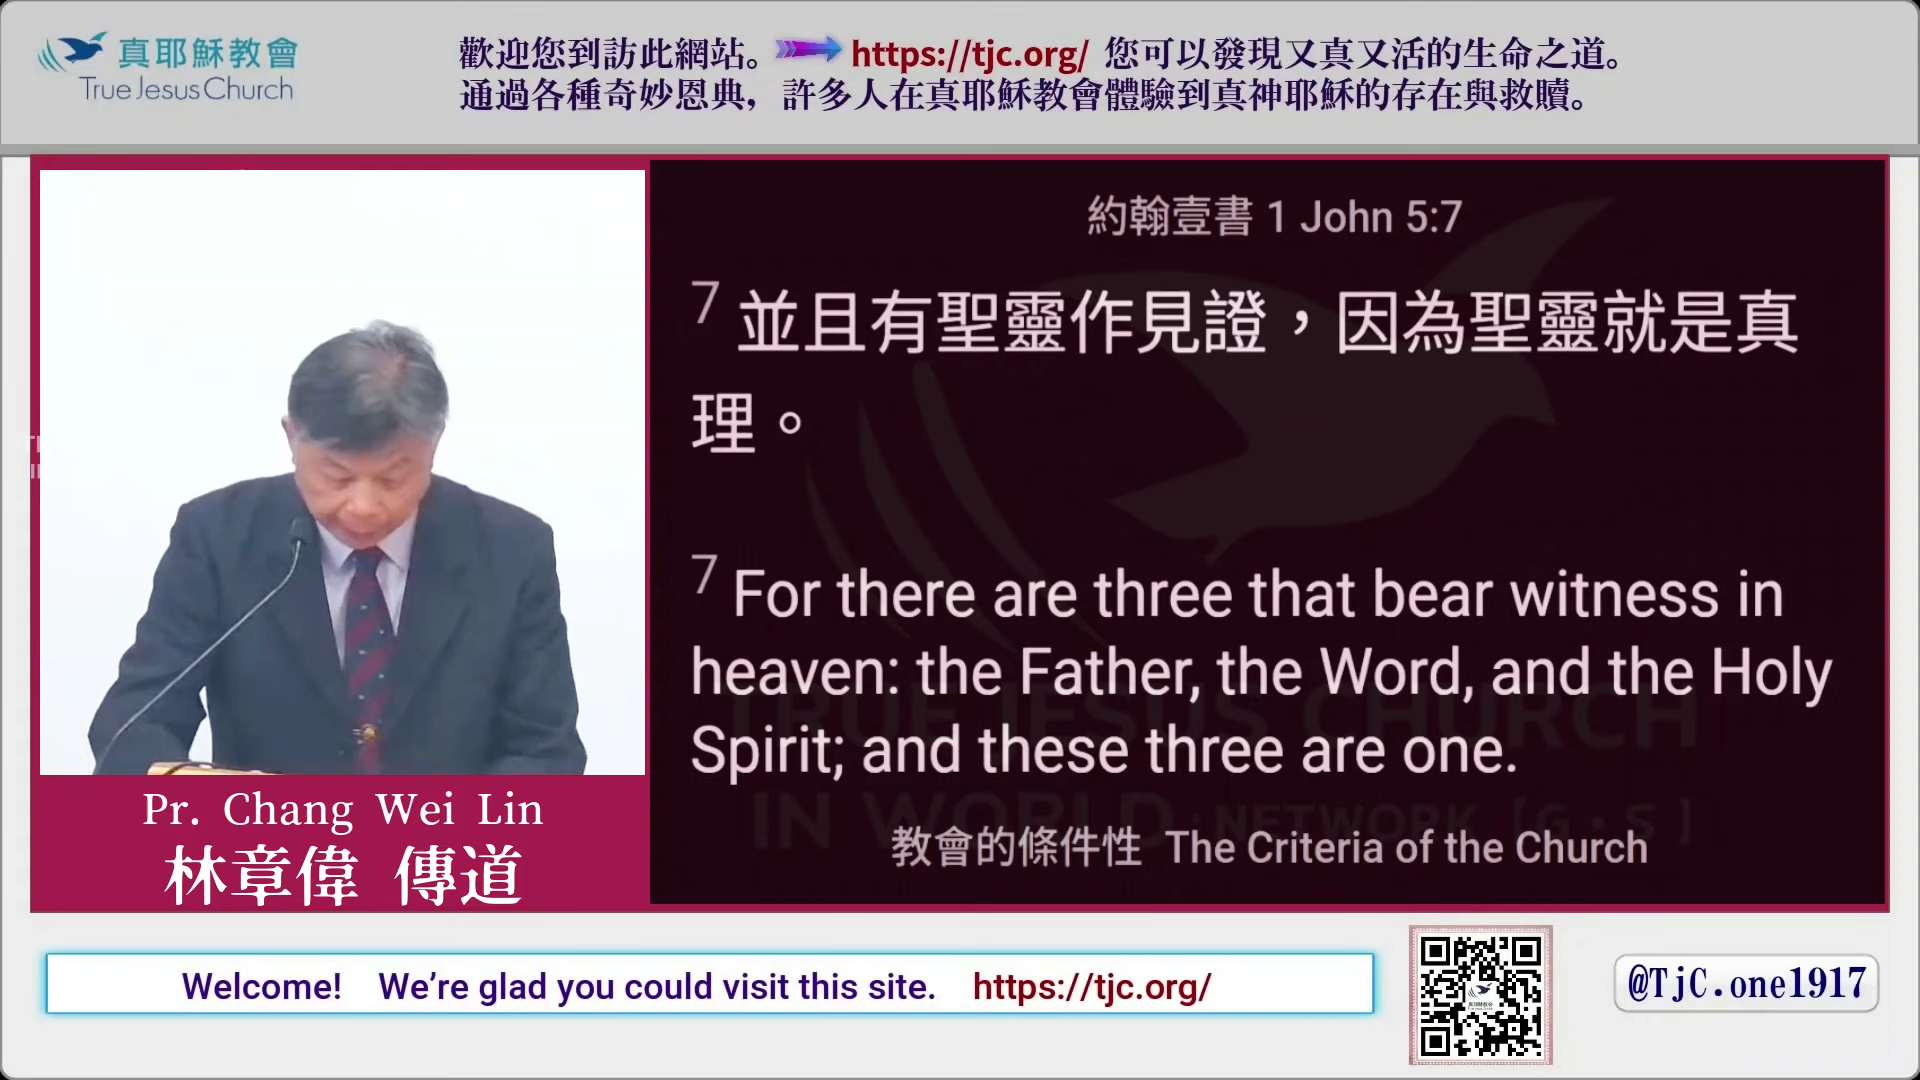 真耶穌教會
True Jesus Church
歡迎您到訪此網站。 https://tjc.org/ 您可以發現又真又活的生命之道。
通過各種奇妙恩典，許多人在真耶穌教會體驗到真神耶穌的存在與救贖。
約翰壹書 1 John 5:7
7 並且有聖靈作見證，因為聖靈就是真
理。
7 For there are three that bear witness in
heaven: the Father, the Word, and the Holy
Spirit; and these three are one.
TRUE JESUS CHURCH
IN WORLD · NETWORK [G·S]
教會的條件性 The Criteria of the Church
Pr. Chang Wei Lin
林章偉 傳道
Welcome! We’re glad you could visit this site. https://tjc.org/
@TjC.one1917